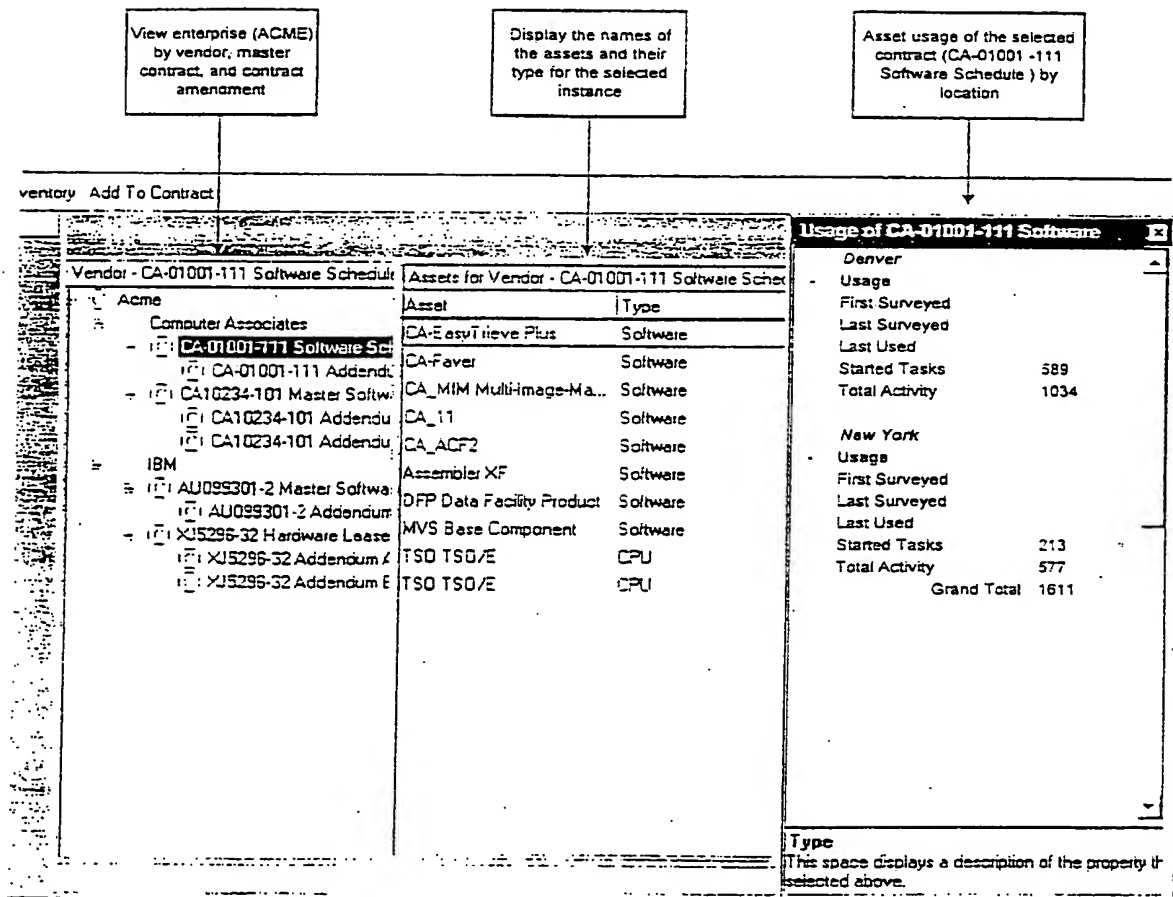 View enterprise (ACME)
by vendor, master
contract, and contract
amendment
Display the names of
the assets and their
type for the selected
instance
Asset usage of the selected
contract (CA-01001 -111
Software Schedule ) by
location
ventory Add To Contract
Vendor - CA-01001-111 Software Schedule
Acme
Computer Associates
CA-01001-111 Software Sch
CA-01001-111 Addendu
CA10234-101 Master Softwa
CA10234-101 Addendu
CA10234-101 Addendu
IBM
AU099301-2 Master Softwa
AU099301-2 Addendum
XJ5296-32 Hardware Lease
XJ5296-32 Addendum A
XJ5296-32 Addendum B
Assets for Vendor - CA-01001-111 Software Sched
Asset Type
CA-EasyTrieve Plus Software
CA-Faver Software
CA_MIM Multi-image-Ma... Software
CA_11 Software
CA_ACF2 Software
Assembler XF Software
DFP Data Facility Product Software
MVS Base Component Software
TSO TSO/E CPU
TSO TSO/E CPU
Usage of CA-01001-111 Software
Denver
- Usage
First Surveyed
Last Surveyed
Last Used
Started Tasks 589
Total Activity 1034
New York
- Usage
First Surveyed
Last Surveyed
Last Used
Started Tasks 213
Total Activity 577
Grand Total 1611
Type
This space displays a description of the property th
selected above.